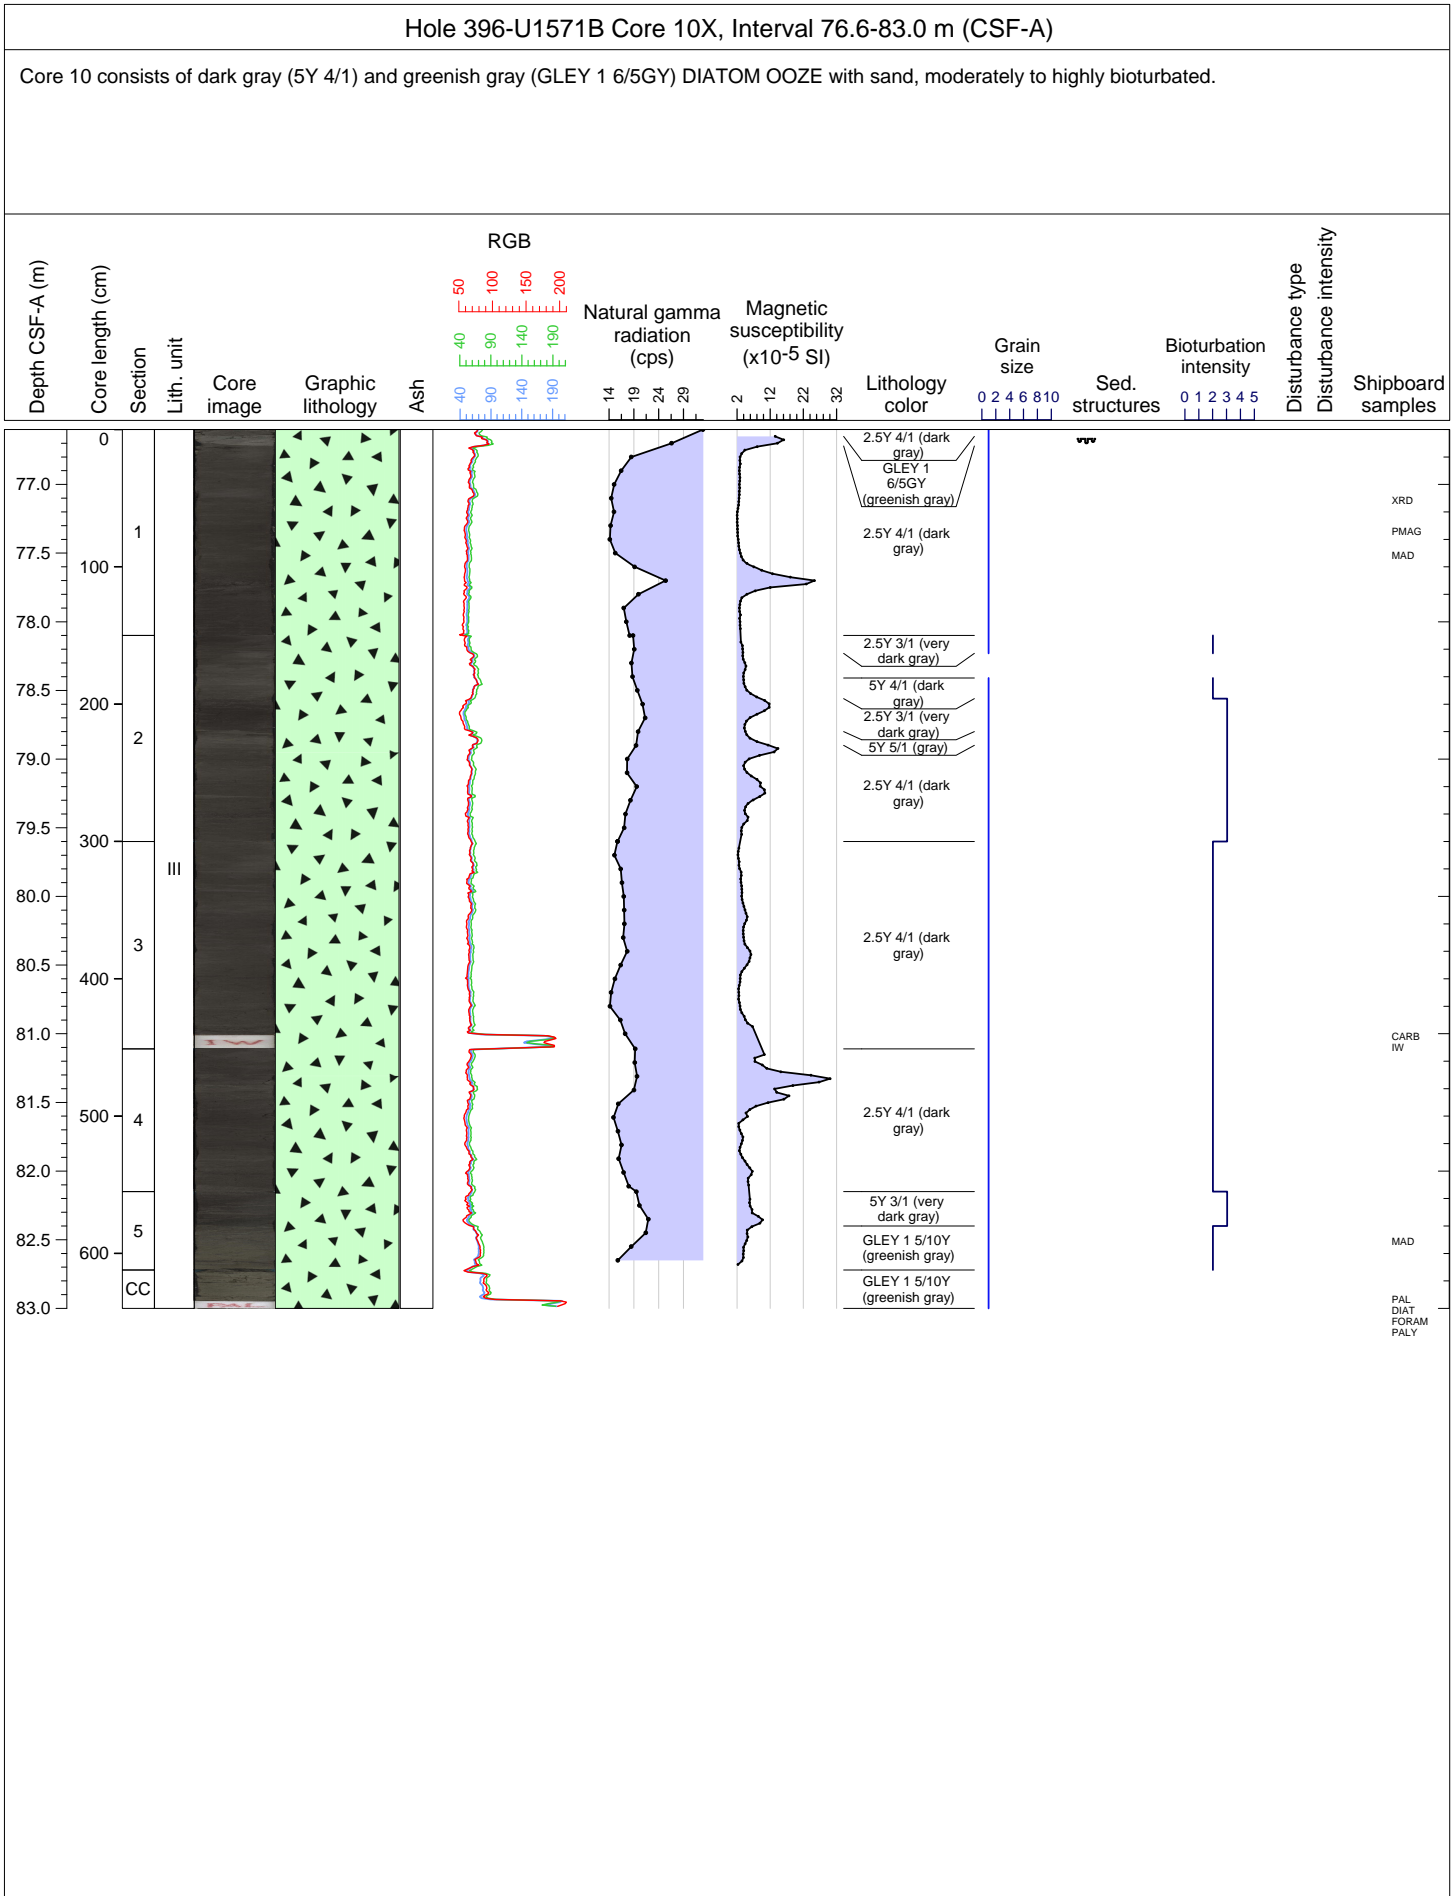 Hole 396-U1571B Core 10X, Interval 76.6-83.0 m (CSF-A)
Core 10 consists of dark gray (5Y 4/1) and greenish gray (GLEY 1 6/5GY) DIATOM OOZE with sand, moderately to highly bioturbated.
Depth CSF-A (m)
Core length (cm)
Section
Lith. unit
Core
image
Graphic
lithology
Ash
RGB
50 100 150 200
40 90 140 190
40 90 140 190
Natural gamma
radiation
(cps)
14 19 24 29
Magnetic
susceptibility
(x10-5 SI)
2 12 22 32
Lithology
color
Grain
size
0 2 4 6 8 10
Sed.
structures
Bioturbation
intensity
0 1 2 3 4 5
Disturbance type
Disturbance intensity
Shipboard
samples
77.0
77.5
78.0
78.5
79.0
79.5
80.0
80.5
81.0
81.5
82.0
82.5
83.0
0
100
200
300
400
500
600
1
2
3
4
5
CC
III
IW
PAL
2.5Y 4/1 (dark
gray)
GLEY 1
6/5GY
(greenish gray)
2.5Y 4/1 (dark
gray)
2.5Y 3/1 (very
dark gray)
5Y 4/1 (dark
gray)
2.5Y 3/1 (very
dark gray)
5Y 5/1 (gray)
2.5Y 4/1 (dark
gray)
2.5Y 4/1 (dark
gray)
2.5Y 4/1 (dark
gray)
5Y 3/1 (very
dark gray)
GLEY 1 5/10Y
(greenish gray)
GLEY 1 5/10Y
(greenish gray)
XRD
PMAG
MAD
CARB
IW
MAD
PAL
DIAT
FORAM
PALY